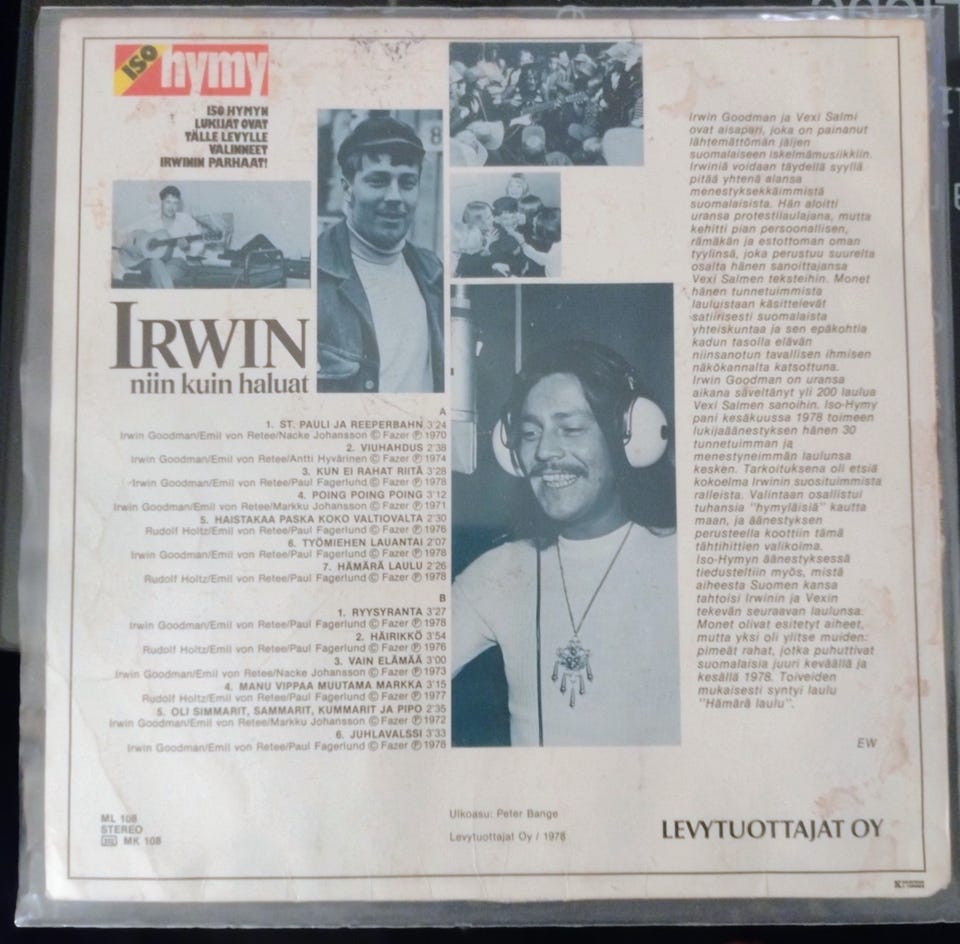 ISO
hymy
ISO HYMYN
LUKIJAT OVAT
TÄLLE LEVYLLE
VALINNEET
IRWININ PARHAAT!
IRWIN
niin kuin haluat
A
1. ST. PAULI JA REEPERBAHN 3'24
Irwin Goodman/Emil von Retee/Nacke Johansson © Fazer ℗ 1970
2. VIUHAHDUS 2'38
Irwin Goodman/Emil von Retee/Antti Hyvärinen © Fazer ℗ 1974
3. KUN EI RAHAT RIITÄ 3'28
Irwin Goodman/Emil von Retee/Paul Fagerlund © Fazer ℗ 1978
4. POING POING POING 3'12
Irwin Goodman/Emil von Retee/Markku Johansson © Fazer ℗ 1971
5. HAISTAKAA PASKA KOKO VALTIOVALTA 2'30
Rudolf Holtz/Emil von Retee/Paul Fagerlund © Fazer ℗ 1976
6. TYÖMIEHEN LAUANTAI 2'07
Irwin Goodman/Emil von Retee/Paul Fagerlund © Fazer ℗ 1978
7. HÄMÄRÄ LAULU 2'26
Rudolf Holtz/Emil von Retee/Paul Fagerlund © Fazer ℗ 1978
B
1. RYYSYRANTA 3'27
Irwin Goodman/Emil von Retee/Paul Fagerlund © Fazer ℗ 1978
2. HÄIRIKKÖ 3'54
Rudolf Holtz/Emil von Retee/Paul Fagerlund © Fazer ℗ 1976
3. VAIN ELÄMÄÄ 3'00
Irwin Goodman/Emil von Retee/Nacke Johansson © Fazer ℗ 1973
4. MANU VIPPAA MUUTAMA MARKKA 3'15
Rudolf Holtz/Emil von Retee/Paul Fagerlund © Fazer ℗ 1977
5. OLI SIMMARIT, SAMMARIT, KUMMARIT JA PIPO 2'35
Irwin Goodman/Emil von Retee/Markku Johansson © Fazer ℗ 1972
6. JUHLAVALSSI 3'33
Irwin Goodman/Emil von Retee/Paul Fagerlund © Fazer ℗ 1978
8
Irwin Goodman ja Vexi Salmi
ovat aisapari, joka on painanut
lähtemättömän jäljen
suomalaiseen iskelmämusiikkiin.
Irwiniä voidaan täydellä syyllä
pitää yhtenä alansa
menestyksekkäimmistä
suomalaisista. Hän aloitti
uransa protestilaulajana, mutta
kehitti pian persoonallisen,
rämäkän ja estottoman oman
tyylinsä, joka perustuu suurelta
osalta hänen sanoittajansa
Vexi Salmen teksteihin. Monet
hänen tunnetuimmista
lauluistaan käsittelevät
satiirisesti suomalaista
yhteiskuntaa ja sen epäkohtia
kadun tasolla elävän
niinsanotun tavallisen ihmisen
näkökannalta katsottuna.
Irwin Goodman on uransa
aikana säveltänyt yli 200 laulua
Vexi Salmen sanoihin. Iso-Hymy
pani kesäkuussa 1978 toimeen
lukijaäänestyksen hänen 30
tunnetuimman ja
menestyneimmän laulunsa
kesken. Tarkoituksena oli etsiä
kokoelma Irwinin suosituimmista
ralleista. Valintaan osallistui
tuhansia "hymyläisiä" kautta
maan, ja äänestyksen
perusteella koottiin tämä
tähtihittien valikoima.
Iso-Hymyn äänestyksessä
tiedusteltiin myös, mistä
aiheesta Suomen kansa
tahtoisi Irwinin ja Vexin
tekevän seuraavan laulunsa.
Monet olivat esitetyt aiheet,
mutta yksi oli ylitse muiden:
pimeät rahat, jotka puhuttivat
suomalaisia juuri keväällä ja
kesällä 1978. Toiveiden
mukaisesti syntyi laulu
"Hämärä laulu".
EW
ML 108
STEREO
MK 108
Ulkoasu: Peter Bange
Levytuottajat Oy / 1978
LEVYTUOTTAJAT OY